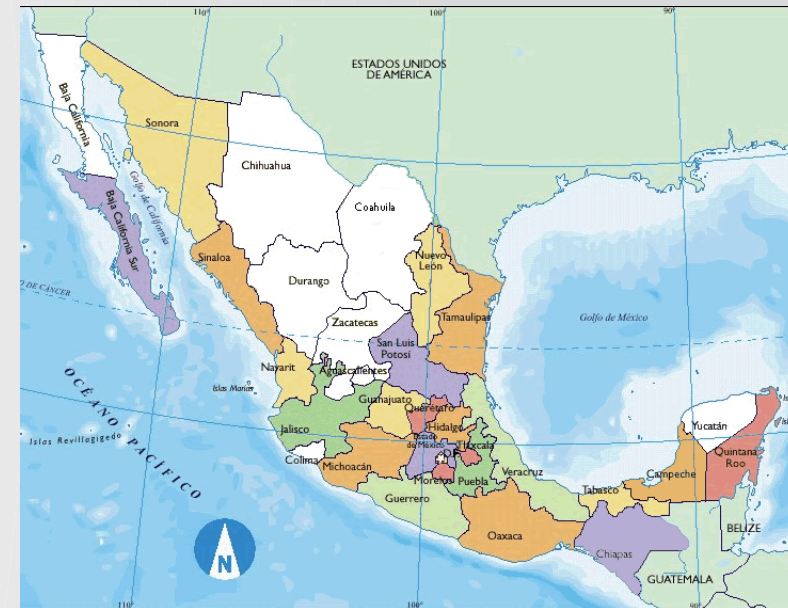 110°
100°
90°
ESTADOS UNIDOS
DE AMÉRICA
Baja California
Sonora
Chihuahua
Golfo de California
Baja California Sur
Coahuila
Sinaloa
Nuevo
León
Durango
O DE CÁNCER
Tamaulipas
Golfo de México
Zacatecas
San Luis
Potosí
Nayarit
Aguascalientes
Islas Marías
Guanajuato
Querétaro
Yucatán
OCÉANO PACÍFICO
Jalisco
Hidalgo
Islas Revillagigedo
Estado
de México
Tlaxcala
D.F.
Quintana
Roo
Colima
Michoacán
Morelos
Puebla
Veracruz
Campeche
Tabasco
Guerrero
BELIZE
Oaxaca
Chiapas
N
GUATEMALA
110°
100°
90°